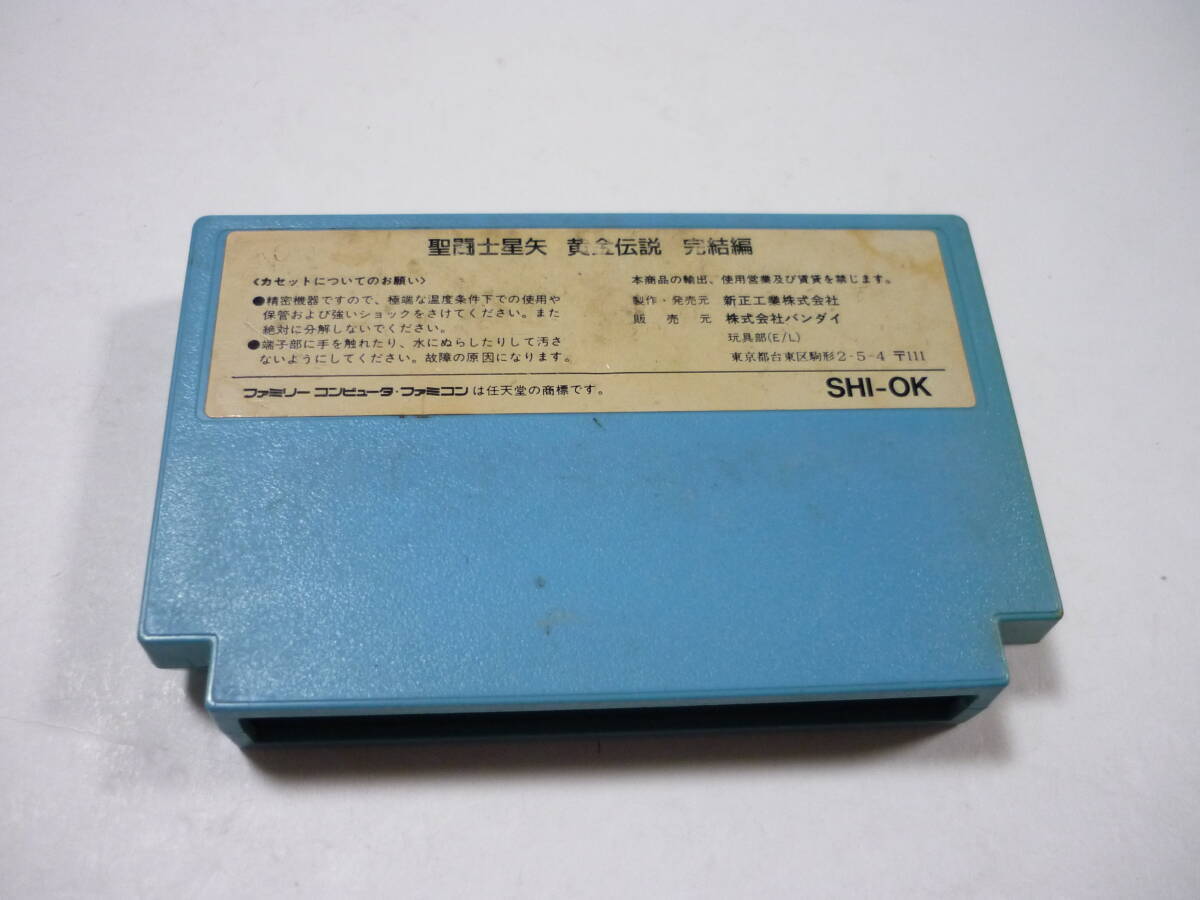 聖闘士星矢 黄金伝説 完結編
〈カセットについてのお願い〉
●精密機器ですので、極端な温度条件下での使用や
保管および強いショックをさけてください。また
絶対に分解しないでください。
●端子部に手を触れたり、水にぬらしたりして汚さ
ないようにしてください。故障の原因になります。
本商品の輸出、使用営業及び賃貸を禁じます。
製作・発売元 新正工業株式会社
販売元 株式会社バンダイ
玩具部(E/L)
東京都台東区駒形2-5-4 〒111
ファミリーコンピュータ・ファミコンは任天堂の商標です。
SHI-OK